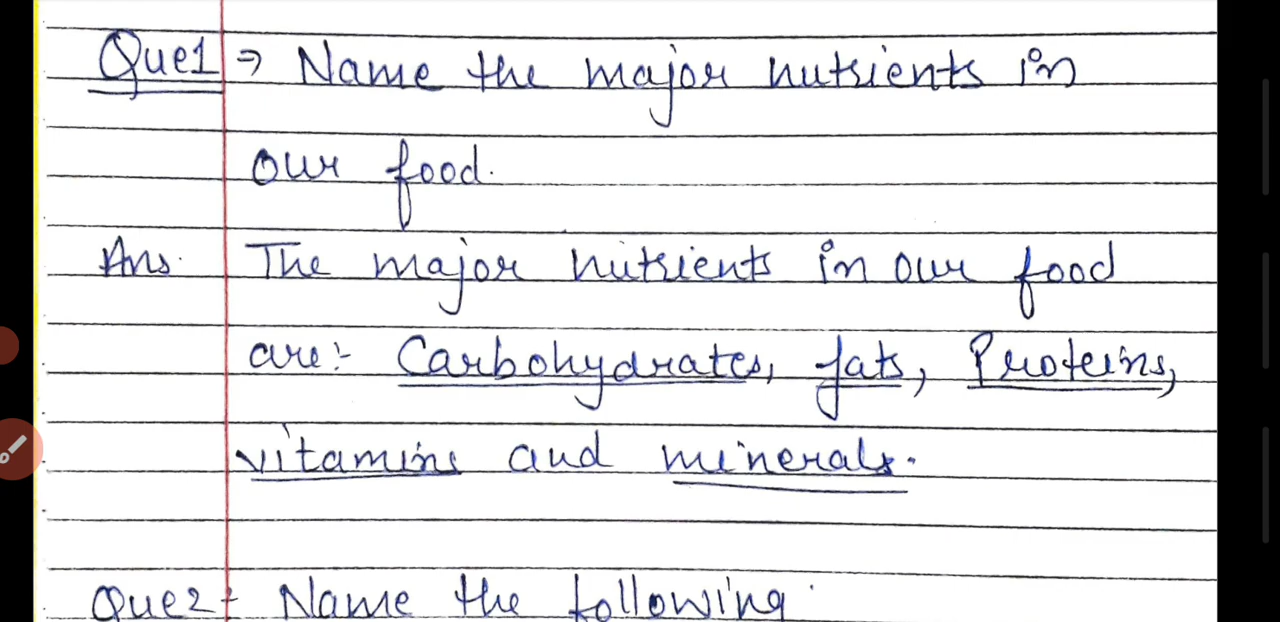 Que1 ⇒ Name the major nutrients in
our food.
Ans. The major nutrients in our food
are:- Carbohydrates, fats, Proteins,
vitamins and minerals.
Que2:- Name the following